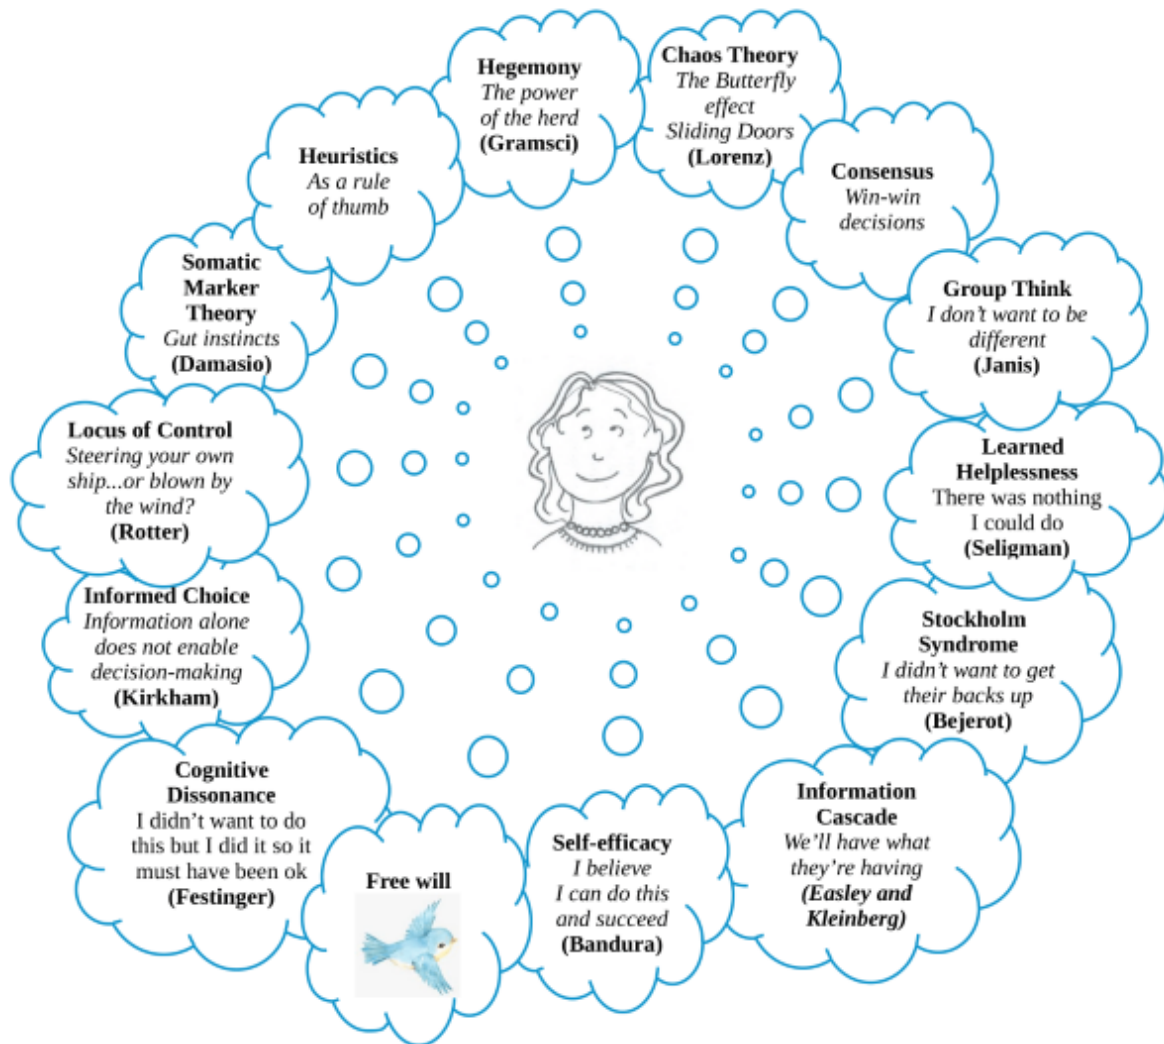 Hegemony
The power
of the herd
(Gramsci)
Chaos Theory
The Butterfly
effect
Sliding Doors
(Lorenz)
Consensus
Win-win
decisions
Group Think
I don't want to be
different
(Janis)
Learned
Helplessness
There was nothing
I could do
(Seligman)
Stockholm
Syndrome
I didn't want to get
their backs up
(Bejerot)
Information
Cascade
We'll have what
they're having
(Easley and
Kleinberg)
Self-efficacy
I believe
I can do this
and succeed
(Bandura)
Free will
Cognitive
Dissonance
I didn't want to do
this but I did it so it
must have been ok
(Festinger)
Informed Choice
Information alone
does not enable
decision-making
(Kirkham)
Locus of Control
Steering your own
ship...or blown by
the wind?
(Rotter)
Somatic
Marker
Theory
Gut instincts
(Damasio)
Heuristics
As a rule
of thumb